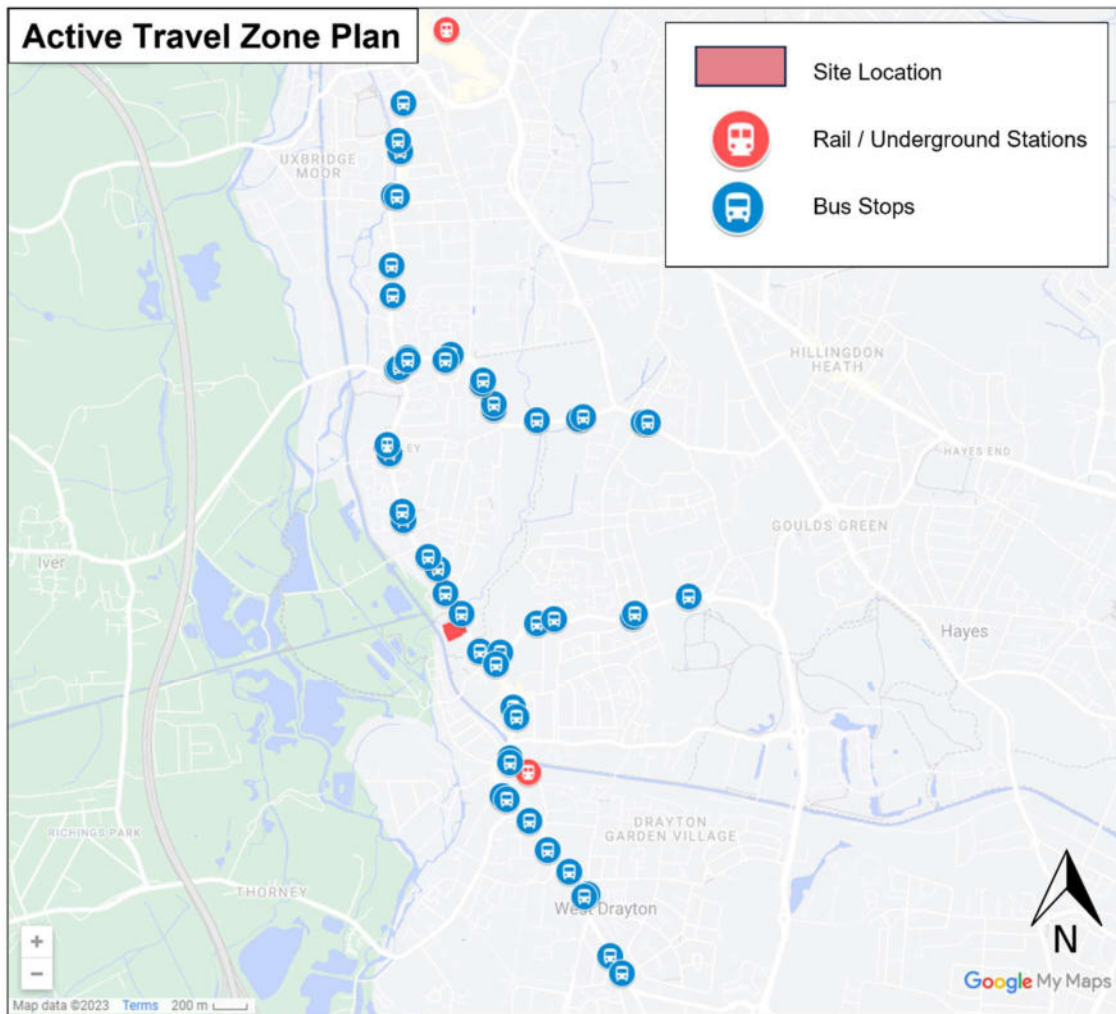 Active Travel Zone Plan
Site Location
Rail / Underground Stations
Bus Stops
UXBRIDGE
MOOR
HILLINGDON
HEATH
HAYES END
GOULDS GREEN
Iver
Hayes
DRAYTON
GARDEN VILLAGE
RICHINGS PARK
THORNEY
West Drayton
N
+
−
Map data ©2023 Terms 200 m
Google My Maps